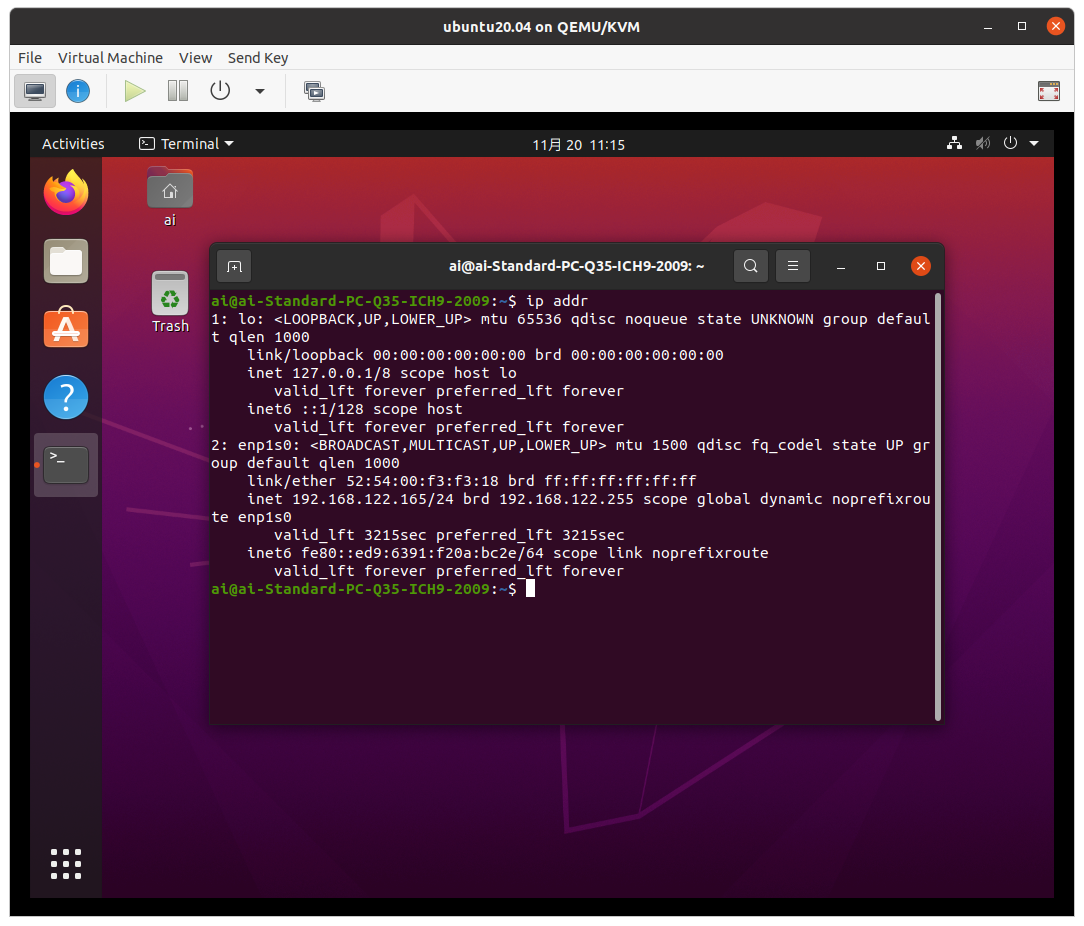 ubuntu20.04 on QEMU/KVM
File Virtual Machine View Send Key
Activities Terminal 11月 20 11:15
ai
Trash
ai@ai-Standard-PC-Q35-ICH9-2009: ~
ai@ai-Standard-PC-Q35-ICH9-2009:~$ ip addr
1: lo: <LOOPBACK,UP,LOWER_UP> mtu 65536 qdisc noqueue state UNKNOWN group defaul
t qlen 1000
    link/loopback 00:00:00:00:00:00 brd 00:00:00:00:00:00
    inet 127.0.0.1/8 scope host lo
       valid_lft forever preferred_lft forever
    inet6 ::1/128 scope host
       valid_lft forever preferred_lft forever
2: enp1s0: <BROADCAST,MULTICAST,UP,LOWER_UP> mtu 1500 qdisc fq_codel state UP gr
oup default qlen 1000
    link/ether 52:54:00:f3:f3:18 brd ff:ff:ff:ff:ff:ff
    inet 192.168.122.165/24 brd 192.168.122.255 scope global dynamic noprefixrou
te enp1s0
       valid_lft 3215sec preferred_lft 3215sec
    inet6 fe80::ed9:6391:f20a:bc2e/64 scope link noprefixroute
       valid_lft forever preferred_lft forever
ai@ai-Standard-PC-Q35-ICH9-2009:~$